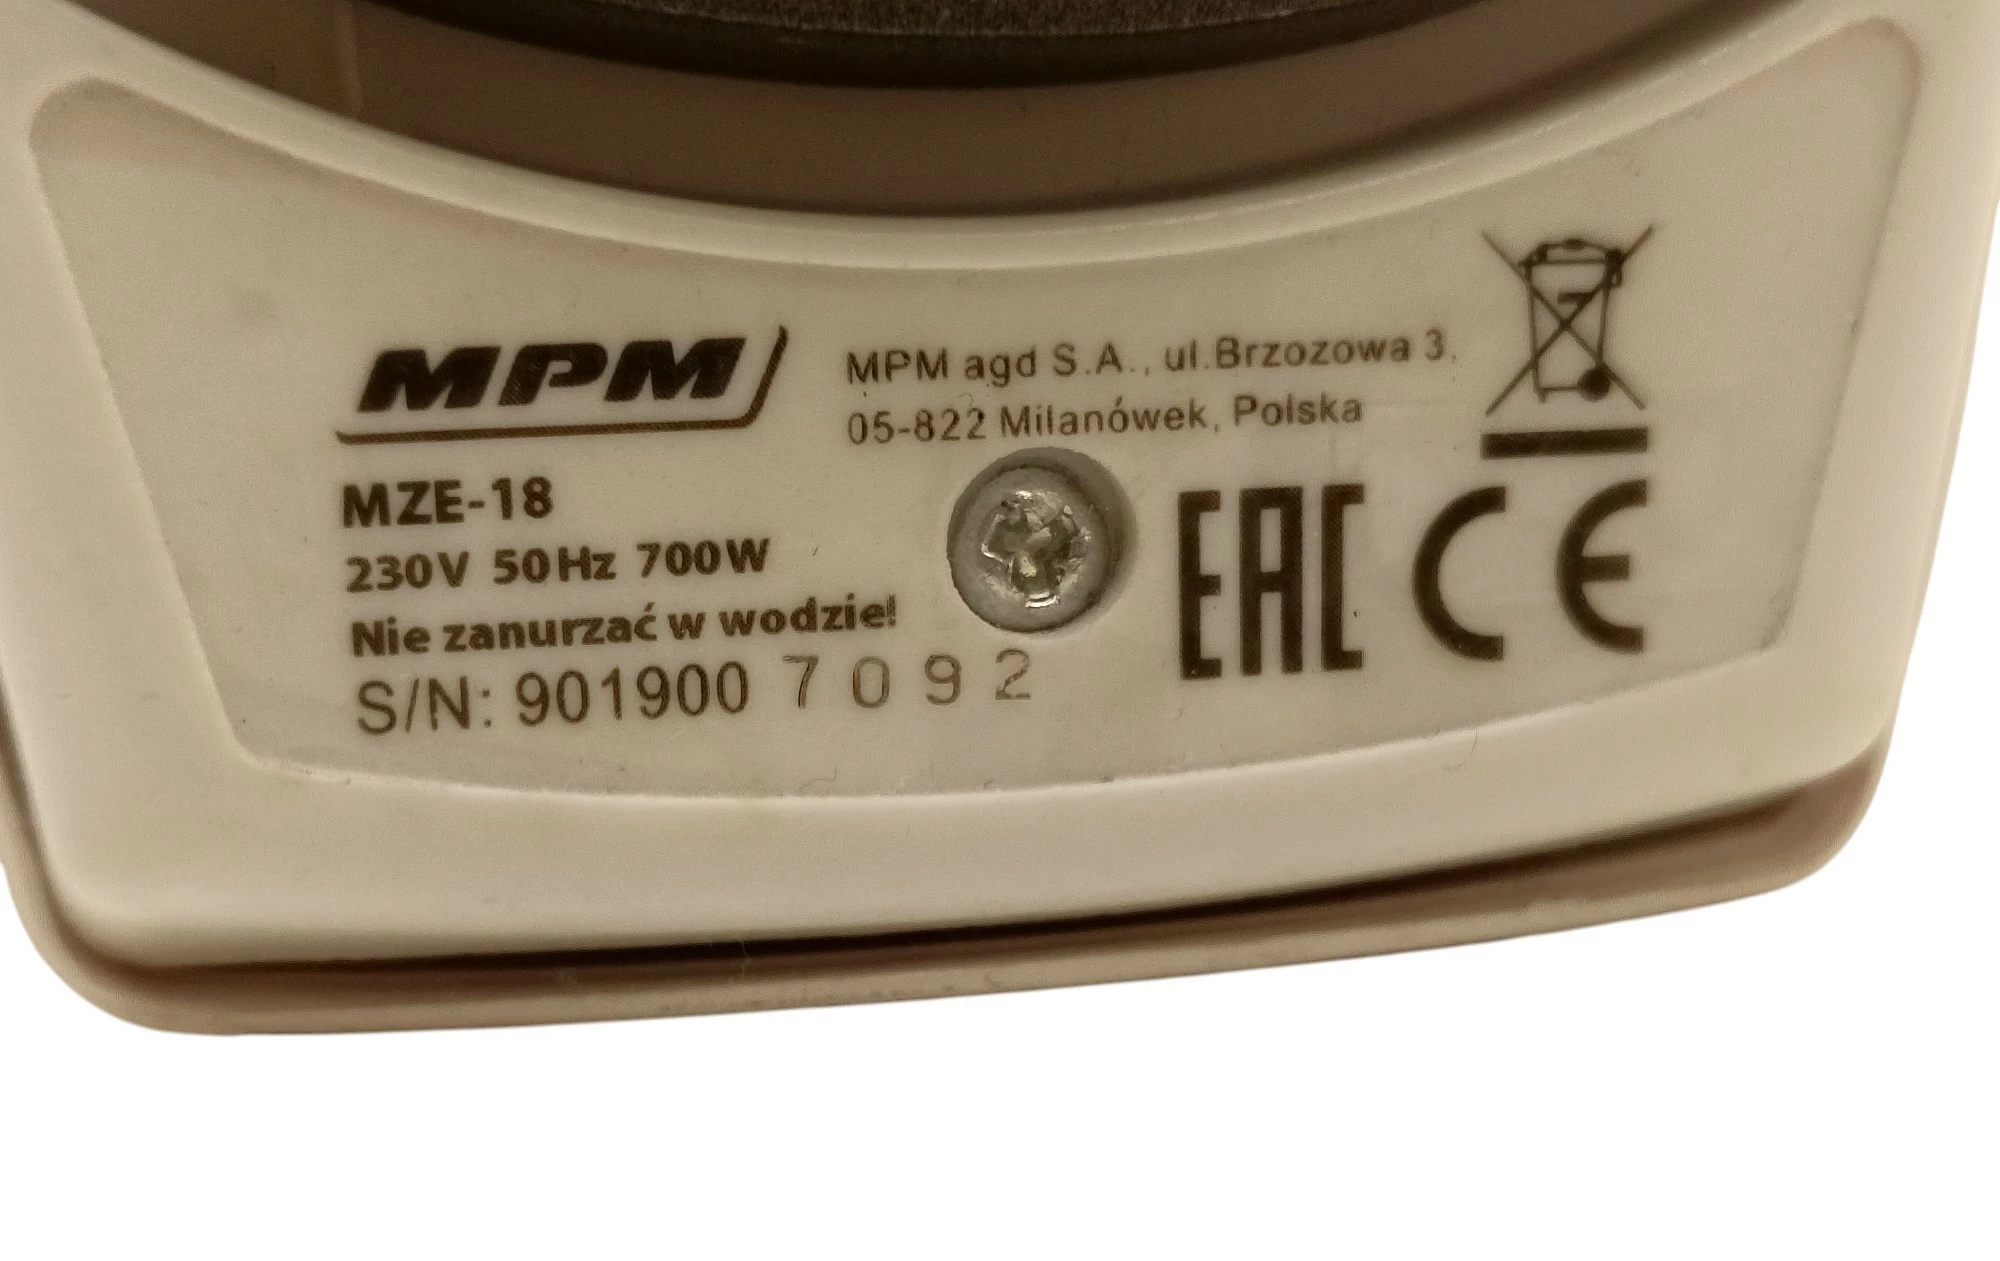 MPM
MPM agd S.A., ul.Brzozowa 3,
05-822 Milanówek, Polska
MZE-18
230V 50Hz 700W
Nie zanurzać w wodzie!
S/N: 901900 7 0 9 2
EAC CE